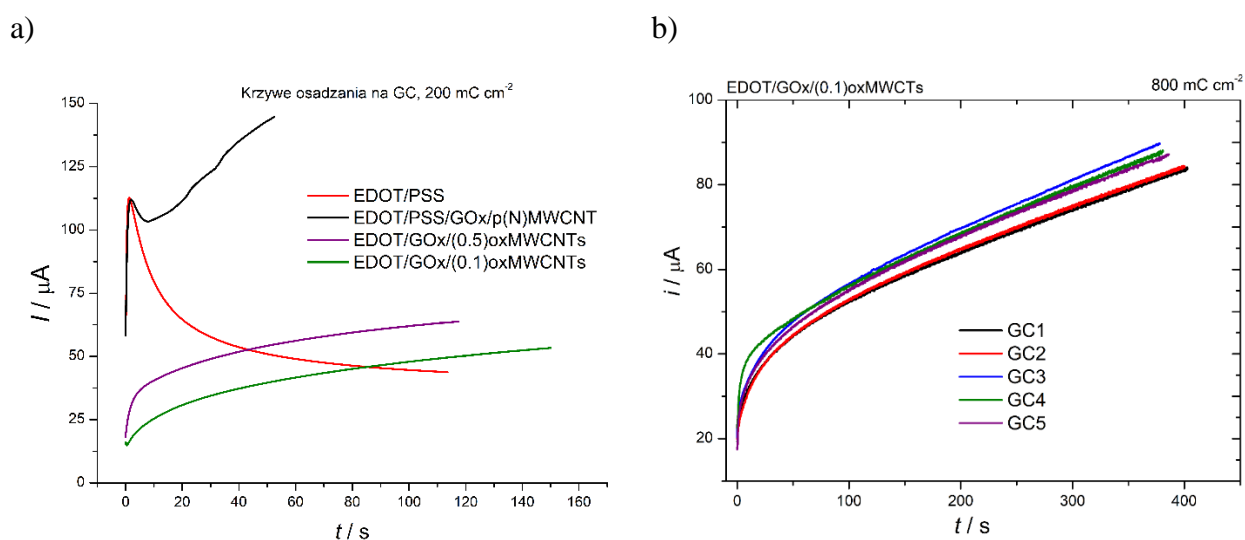 a)
b)
Krzywe osadzania na GC, 200 mC cm⁻²
150
125
100
75
50
25
0
I / μA
EDOT/PSS
EDOT/PSS/GOx/p(N)MWCNT
EDOT/GOx/(0.5)oxMWCNTs
EDOT/GOx/(0.1)oxMWCNTs
0 20 40 60 80 100 120 140 160
t / s
EDOT/GOx/(0.1)oxMWCTs 800 mC cm⁻²
100
80
60
40
20
i / μA
GC1
GC2
GC3
GC4
GC5
0 100 200 300 400
t / s